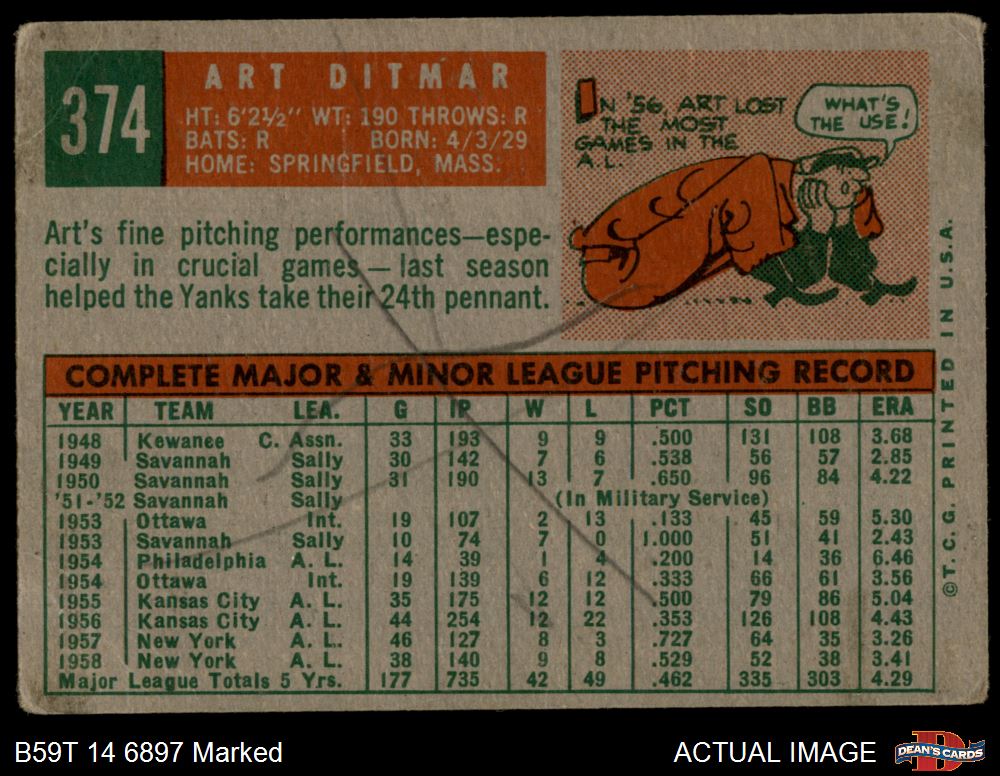 374
ART DITMAR
HT: 6'2½" WT: 190 THROWS: R
BATS: R BORN: 4/3/29
HOME: SPRINGFIELD, MASS.
IN '56, ART LOST
THE MOST
GAMES IN THE
A.L.
WHAT'S
THE USE!
Art's fine pitching performances—espe-
cially in crucial games—last season
helped the Yanks take their 24th pennant.
COMPLETE MAJOR & MINOR LEAGUE PITCHING RECORD
YEAR TEAM LEA. G IP W L PCT SO BB ERA
1948 Kewanee C. Assn. 33 193 9 9 .500 131 108 3.68
1949 Savannah Sally 30 142 7 6 .538 56 57 2.85
1950 Savannah Sally 31 190 13 7 .650 96 84 4.22
'51-'52 Savannah Sally (In Military Service)
1953 Ottawa Int. 19 107 2 13 .133 45 59 5.30
1953 Savannah Sally 10 74 7 0 1.000 51 41 2.43
1954 Philadelphia A. L. 14 39 1 4 .200 14 36 6.46
1954 Ottawa Int. 19 139 6 12 .333 66 61 3.56
1955 Kansas City A. L. 35 175 12 12 .500 79 86 5.04
1956 Kansas City A. L. 44 254 12 22 .353 126 108 4.43
1957 New York A. L. 46 127 8 3 .727 64 35 3.26
1958 New York A. L. 38 140 9 8 .529 52 38 3.41
Major League Totals 5 Yrs. 177 735 42 49 .462 335 303 4.29
©T. C. G. PRINTED IN U.S.A.
B59T 14 6897 Marked
ACTUAL IMAGE
DEAN'S CARDS